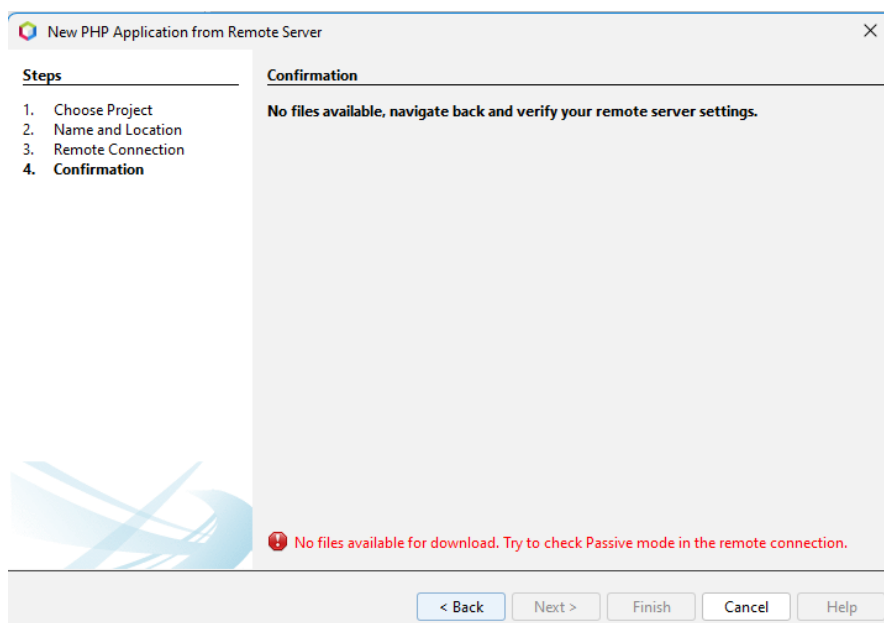 New PHP Application from Remote Server
Steps
1. Choose Project
2. Name and Location
3. Remote Connection
4. Confirmation
Confirmation
No files available, navigate back and verify your remote server settings.
No files available for download. Try to check Passive mode in the remote connection.
< Back
Next >
Finish
Cancel
Help